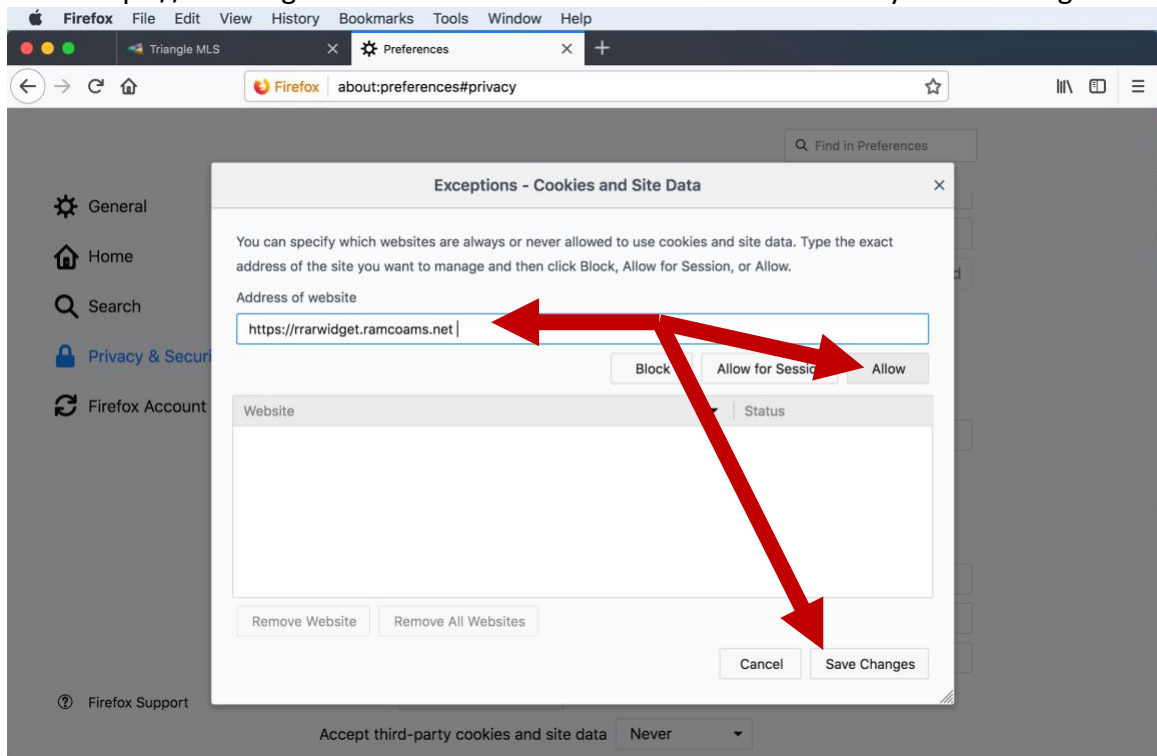 Firefox File Edit View History Bookmarks Tools Window Help
Triangle MLS Preferences
Firefox about:preferences#privacy
Find in Preferences
Exceptions - Cookies and Site Data
General
You can specify which websites are always or never allowed to use cookies and site data. Type the exact
Home
address of the site you want to manage and then click Block, Allow for Session, or Allow.
Search
Address of website
https://rrarwidget.ramcoams.net
Privacy & Securi
Block Allow for Allow
Firefox Account
Website Status
Remove Website Remove All Websites
Cancel Save Changes
Firefox Support
Accept third-party cookies and site data Never